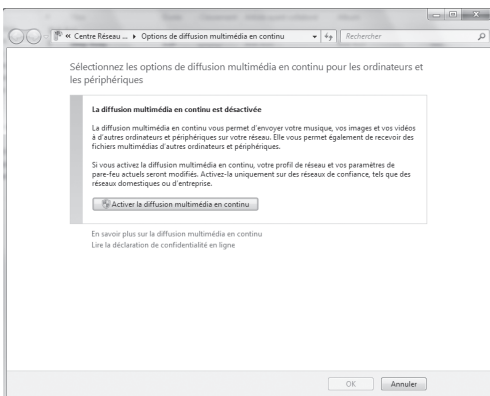 « Centre Réseau ... ▸ Options de diffusion multimédia en continu
Rechercher
Sélectionnez les options de diffusion multimédia en continu pour les ordinateurs et
les périphériques
La diffusion multimédia en continu est désactivée
La diffusion multimédia en continu vous permet d'envoyer votre musique, vos images et vos vidéos
à d'autres ordinateurs et périphériques sur votre réseau. Elle vous permet également de recevoir des
fichiers multimédias d'autres ordinateurs et périphériques.
Si vous activez la diffusion multimédia en continu, votre profil de réseau et vos paramètres de
pare-feu actuels seront modifiés. Activez-la uniquement sur des réseaux de confiance, tels que des
réseaux domestiques ou d'entreprise.
Activer la diffusion multimédia en continu
En savoir plus sur la diffusion multimédia en continu
Lire la déclaration de confidentialité en ligne
OK
Annuler